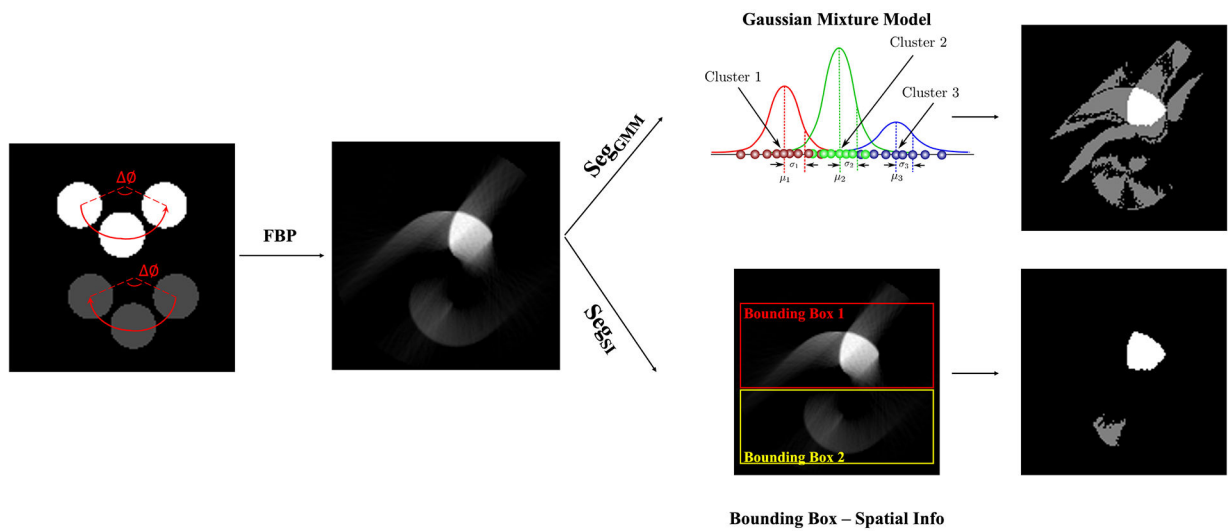 Gaussian Mixture Model
Cluster 2
Cluster 1
Cluster 3
σ₁
σ₂
σ₃
μ₁
μ₂
μ₃
Seg_GMM
ΔØ
ΔØ
FBP
Seg_SI
Bounding Box 1
Bounding Box 2
Bounding Box – Spatial Info